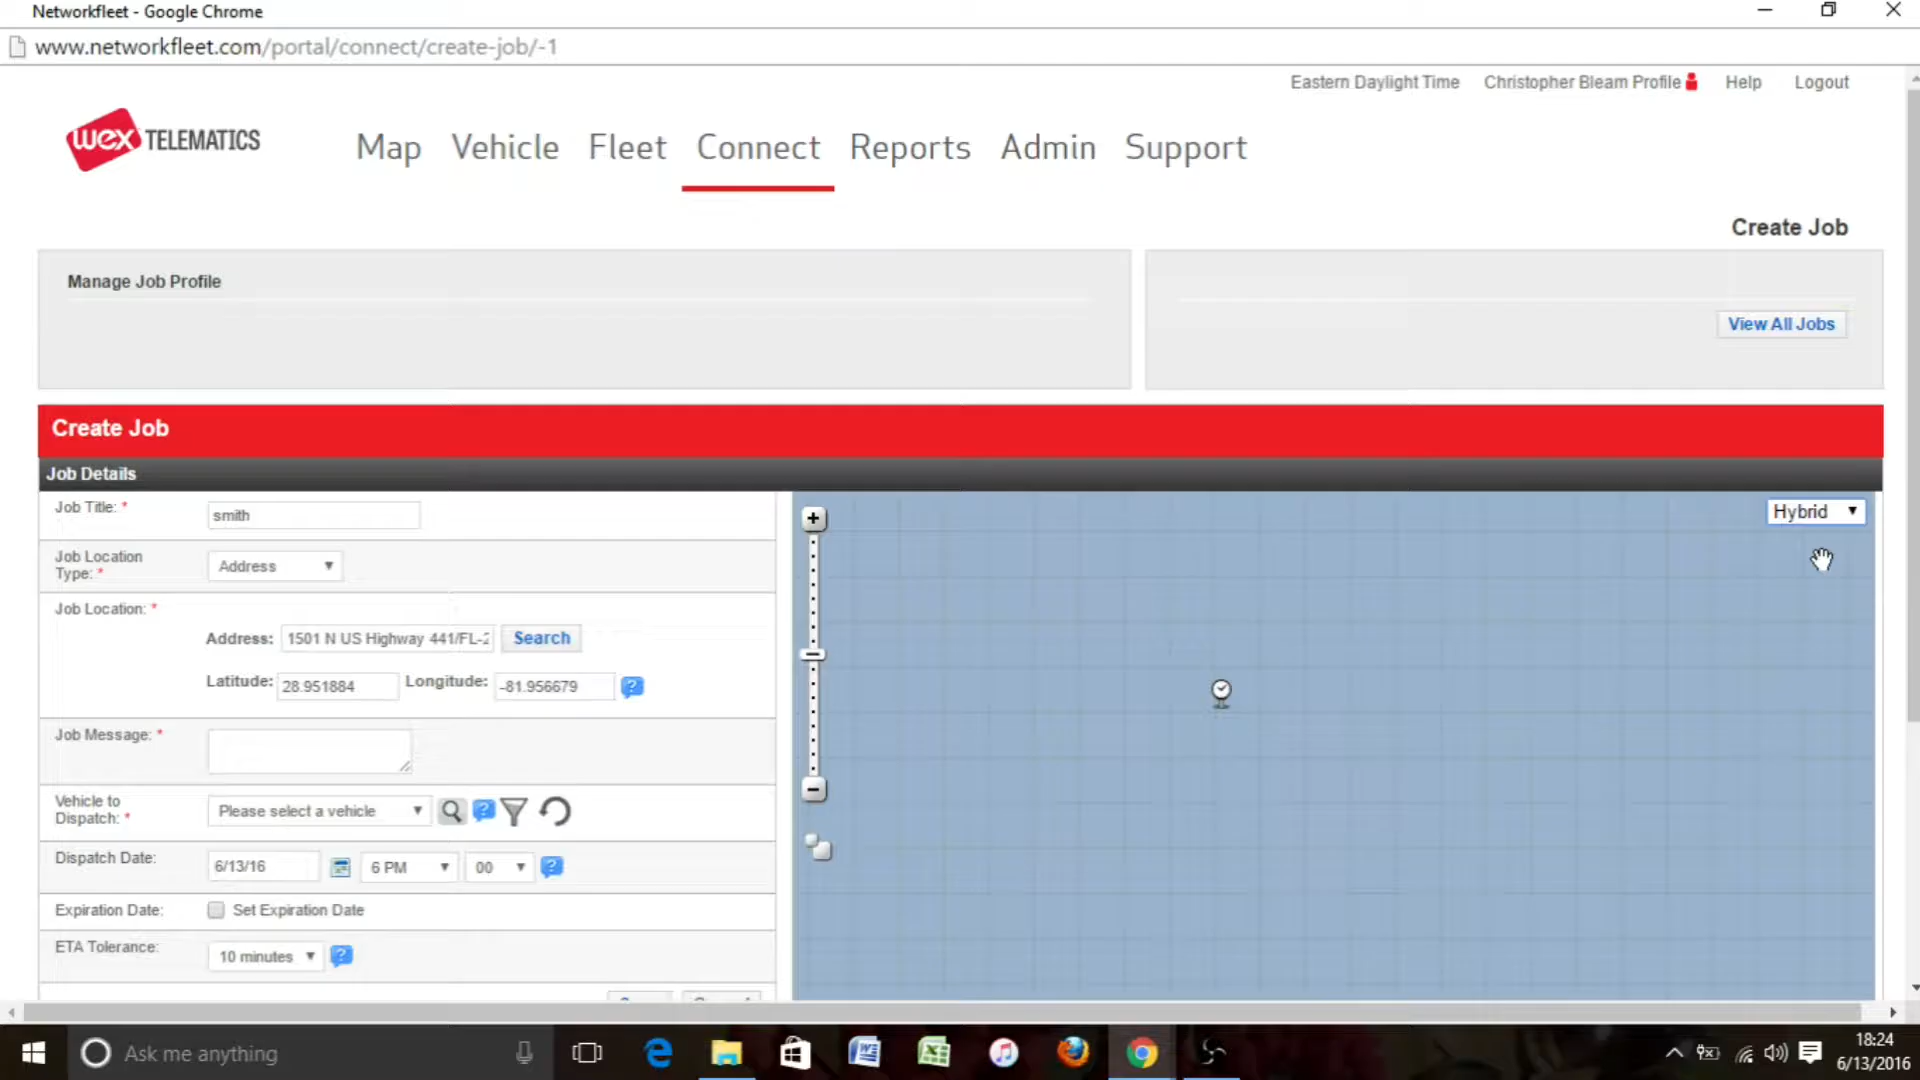 Networkfleet - Google Chrome
www.networkfleet.com/portal/connect/create-job/-1
Eastern Daylight Time Christopher Bleam Profile Help Logout
wex TELEMATICS
Map Vehicle Fleet Connect Reports Admin Support
Create Job
Manage Job Profile
View All Jobs
Create Job
Job Details
Job Title: * smith
Hybrid
Job Location
Type: * Address
Job Location: *
Address: 1501 N US Highway 441/FL-2 Search
Latitude: 28.951884 Longitude: -81.956679 ?
Job Message: *
Vehicle to
Dispatch: * Please select a vehicle ?
Dispatch Date: 6/13/16 6 PM 00 ?
Expiration Date: Set Expiration Date
ETA Tolerance: 10 minutes ?
Ask me anything
18:24
6/13/2016